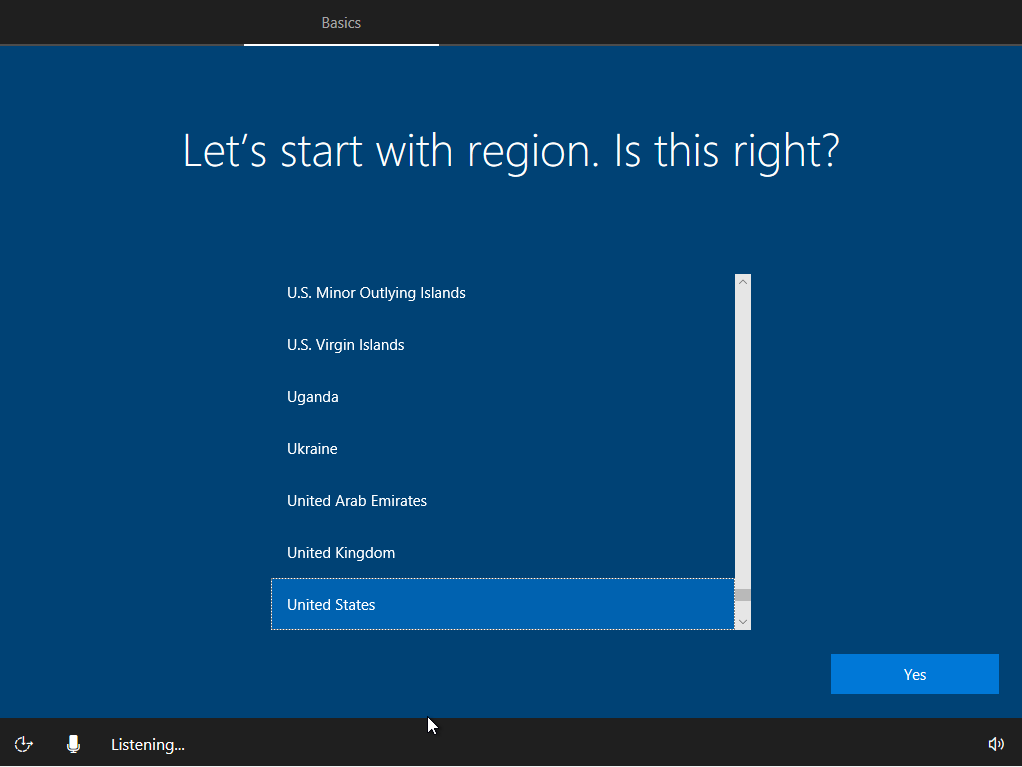 Basics
Let’s start with region. Is this right?
U.S. Minor Outlying Islands
U.S. Virgin Islands
Uganda
Ukraine
United Arab Emirates
United Kingdom
United States
Yes
Listening...